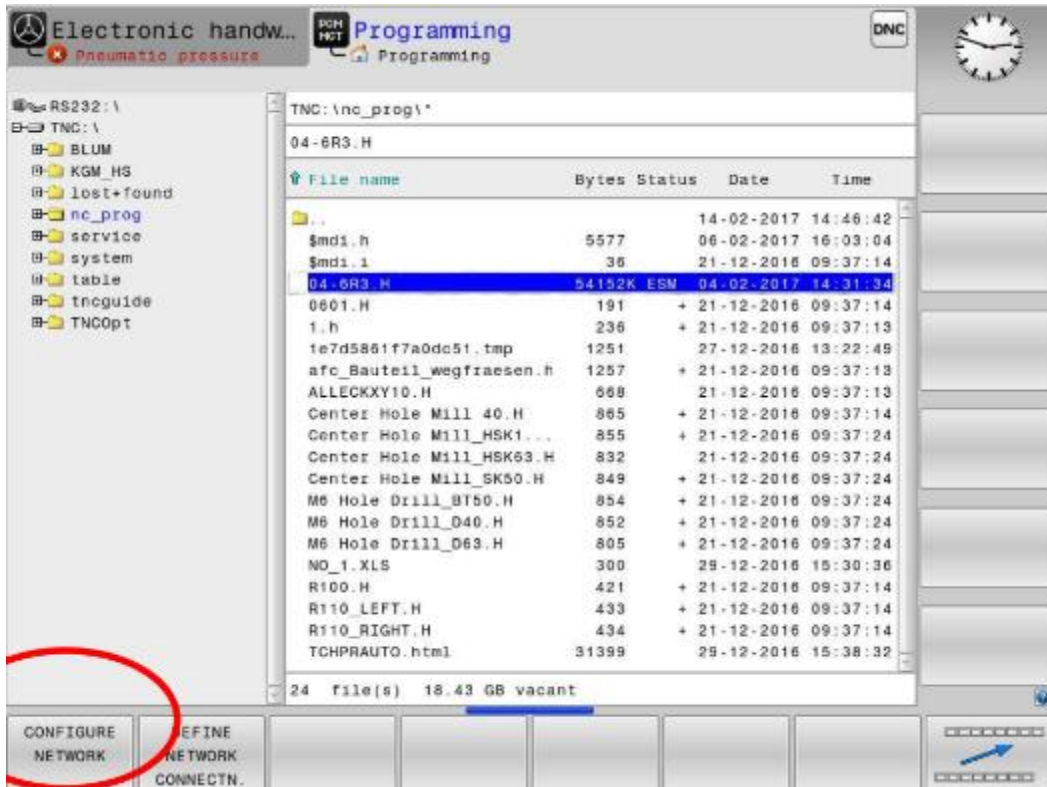 Electronic handw...
Pneumatic pressure
PGM
MGT
Programming
Programming
DNC
RS232:\
TNC:\
BLUM
KGM_HS
lost+found
nc_prog
service
system
table
tncguide
TNCOpt
TNC:\nc_prog\*
04-6R3.H
File name Bytes Status Date Time
.. 14-02-2017 14:46:42
$mdi.h 5577 06-02-2017 16:03:04
$mdi.i 36 21-12-2016 09:37:14
04-6R3.H 54152K ESM 04-02-2017 14:31:34
0601.H 191 + 21-12-2016 09:37:14
1.h 236 + 21-12-2016 09:37:13
1e7d5861f7a0dc51.tmp 1251 27-12-2016 13:22:49
afc_Bauteil_wegfraesen.h 1257 + 21-12-2016 09:37:13
ALLECKXY10.H 668 21-12-2016 09:37:13
Center Hole Mill 40.H 865 + 21-12-2016 09:37:14
Center Hole Mill_HSK1... 855 + 21-12-2016 09:37:24
Center Hole Mill_HSK63.H 832 21-12-2016 09:37:24
Center Hole Mill_SK50.H 849 + 21-12-2016 09:37:24
M6 Hole Drill_BT50.H 854 + 21-12-2016 09:37:24
M6 Hole Drill_D40.H 852 + 21-12-2016 09:37:24
M6 Hole Drill_D63.H 805 + 21-12-2016 09:37:24
NO_1.XLS 300 29-12-2016 15:30:36
R100.H 421 + 21-12-2016 09:37:14
R110_LEFT.H 433 + 21-12-2016 09:37:14
R110_RIGHT.H 434 + 21-12-2016 09:37:14
TCHPRAUTO.html 31399 29-12-2016 15:38:32
24 file(s) 18.43 GB vacant
CONFIGURE
NETWORK
DEFINE
NETWORK
CONNECTN.